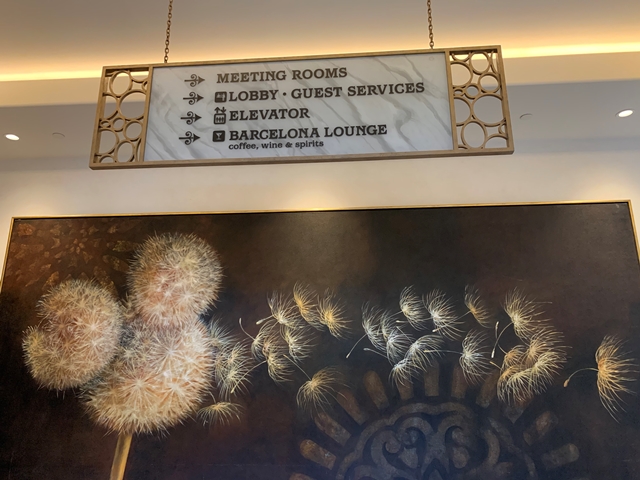 MEETING ROOMS
LOBBY • GUEST SERVICES
ELEVATOR
BARCELONA LOUNGE
coffee, wine & spirits